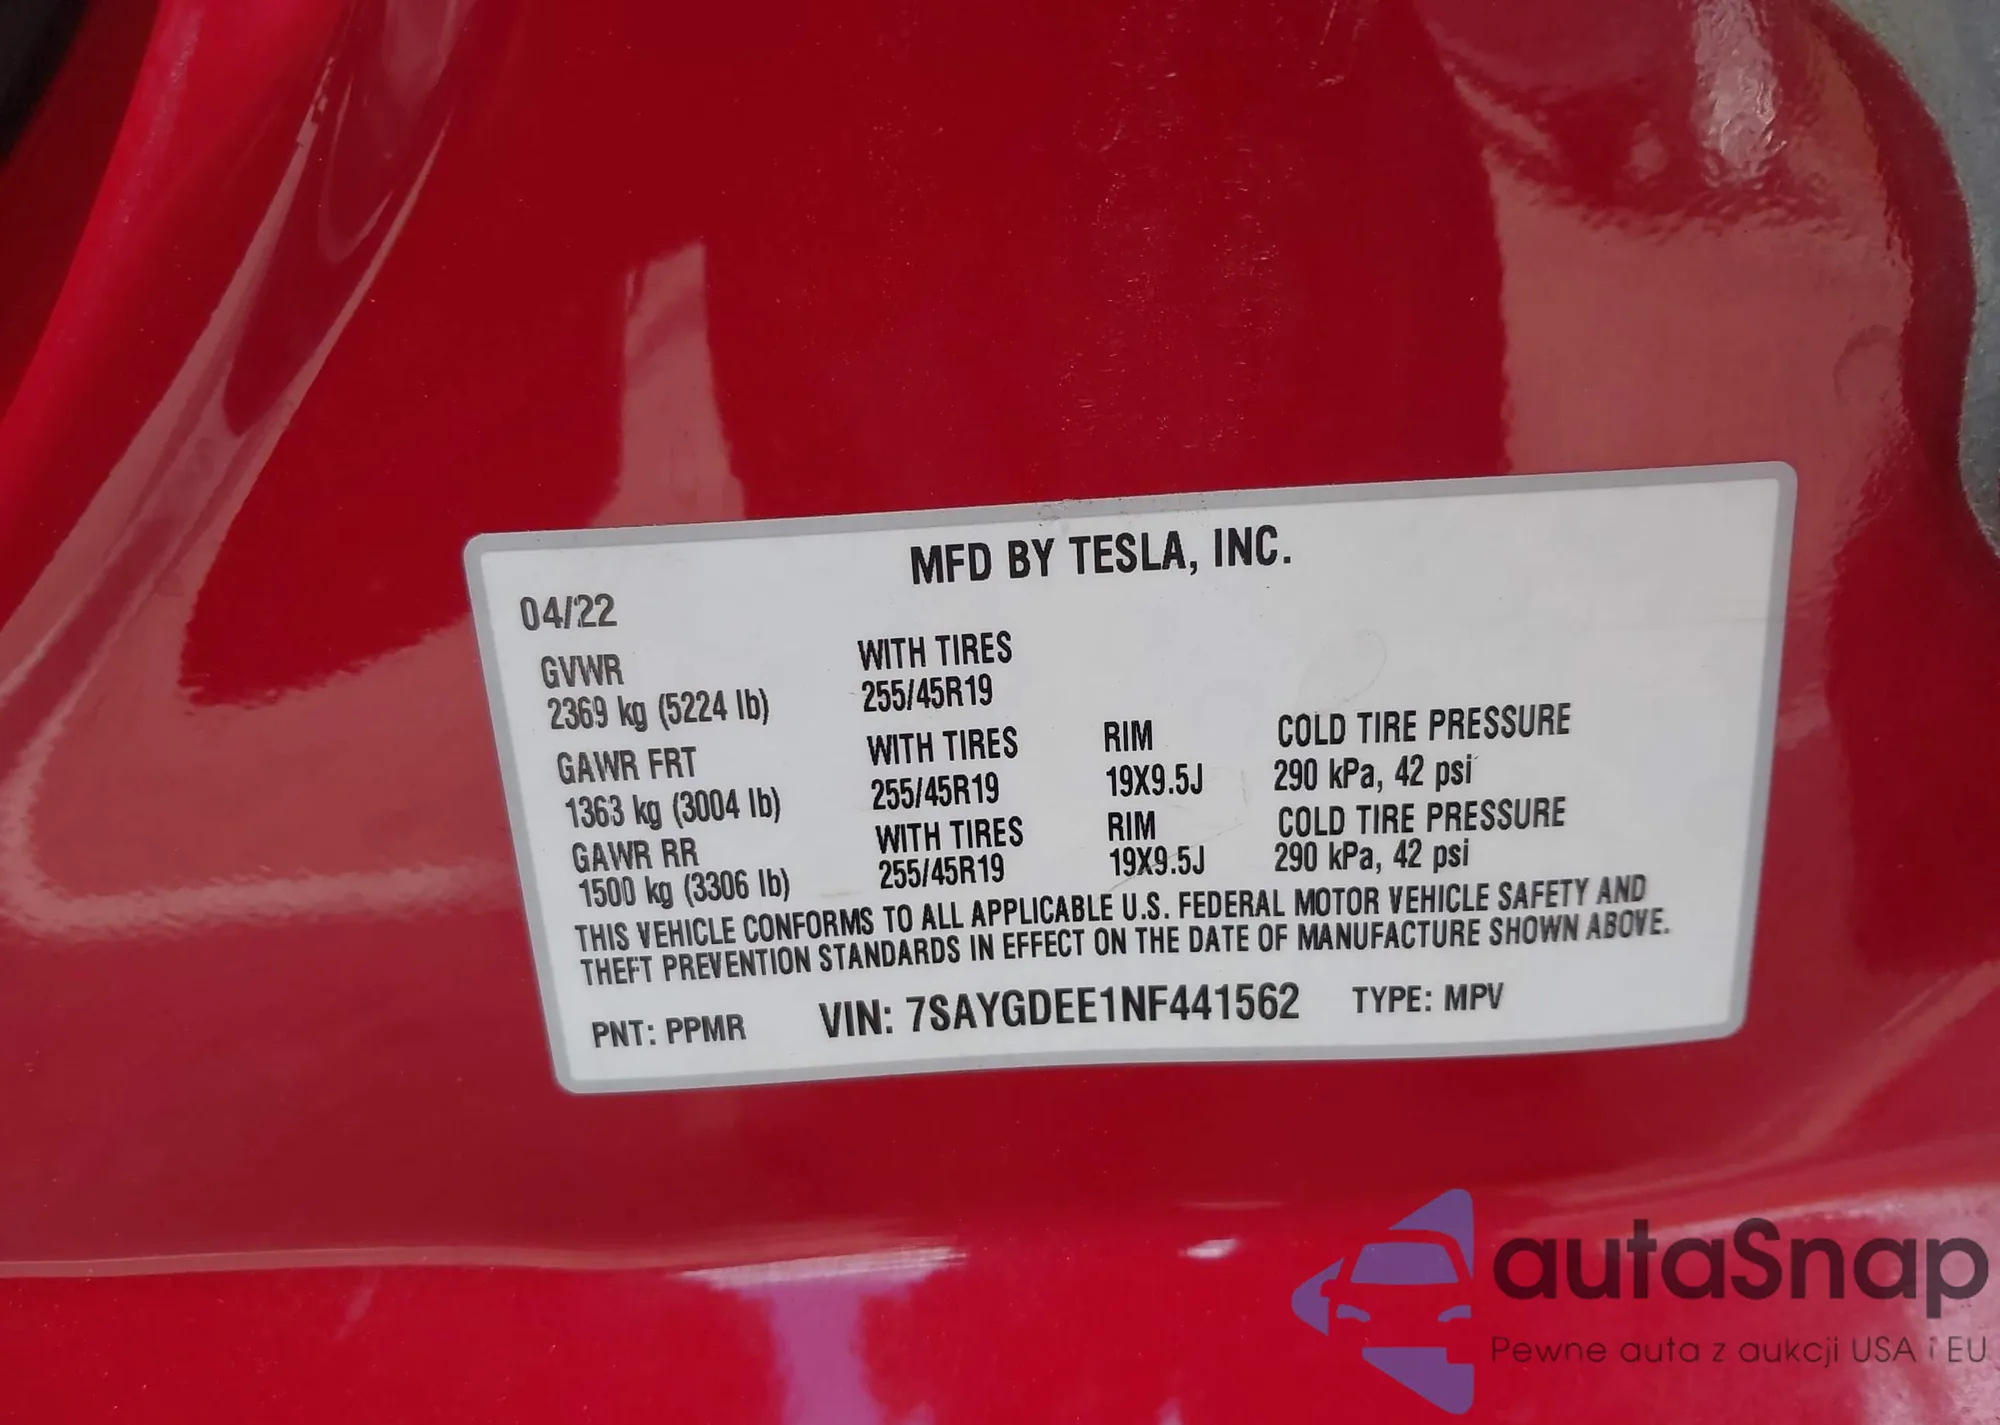 MFD BY TESLA, INC.
04/22
GVWR WITH TIRES
2369 kg (5224 lb) 255/45R19
GAWR FRT WITH TIRES RIM COLD TIRE PRESSURE
1363 kg (3004 lb) 255/45R19 19X9.5J 290 kPa, 42 psi
GAWR RR WITH TIRES RIM COLD TIRE PRESSURE
1500 kg (3306 lb) 255/45R19 19X9.5J 290 kPa, 42 psi
THIS VEHICLE CONFORMS TO ALL APPLICABLE U.S. FEDERAL MOTOR VEHICLE SAFETY AND
THEFT PREVENTION STANDARDS IN EFFECT ON THE DATE OF MANUFACTURE SHOWN ABOVE.
PNT: PPMR VIN: 7SAYGDEE1NF441562 TYPE: MPV
autaSnap
Pewne auta z aukcji USA i EU